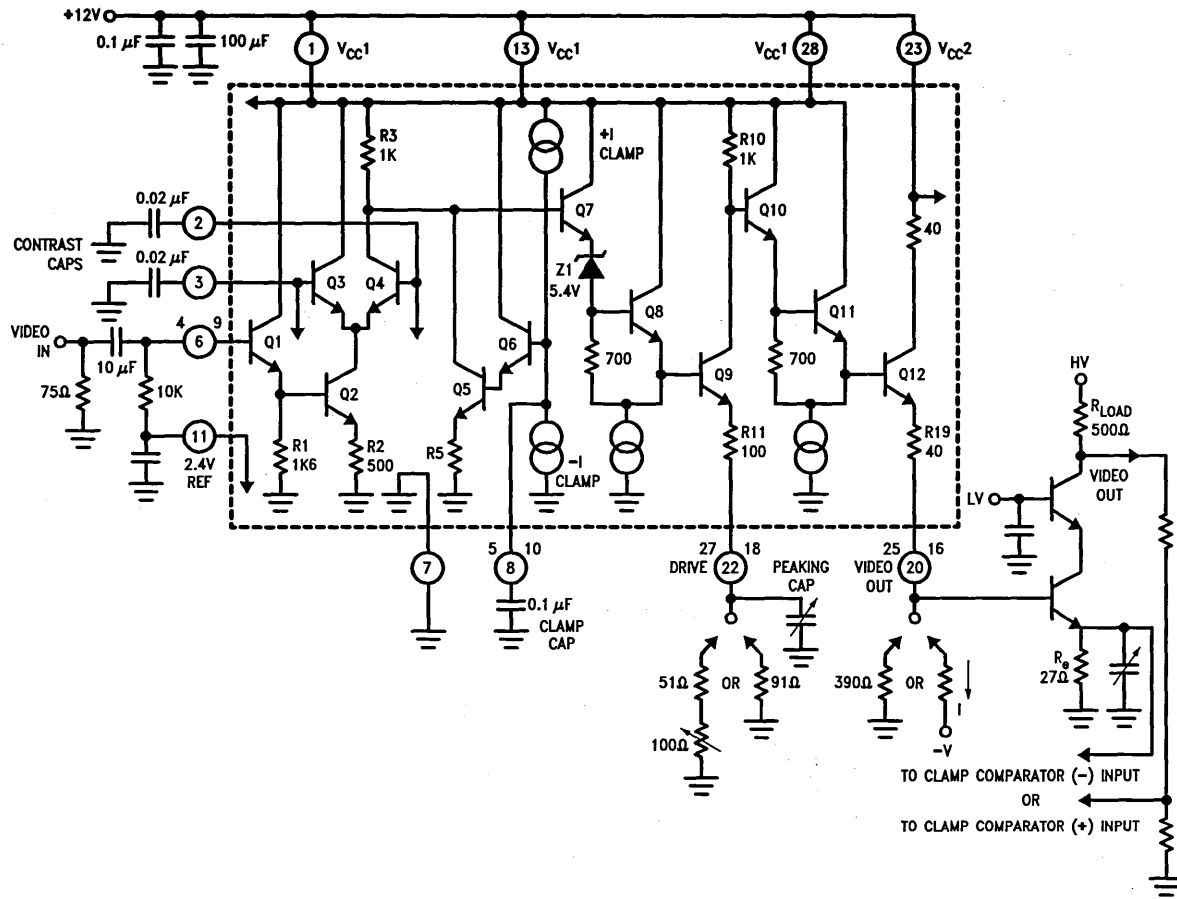 +12V
0.1 μF
100 μF
1
VCC1
13
VCC1
28
VCC1
23
VCC2
R3
1K
+I
CLAMP
R10
1K
0.02 μF
2
CONTRAST
CAPS
0.02 μF
3
Q3
Q4
Q7
Z1
5.4V
Q10
40
VIDEO
IN
10 μF
4
9
6
Q1
Q6
Q8
Q11
75Ω
10K
Q2
Q5
700
Q9
700
Q12
11
2.4V
REF
R1
1K6
R2
500
R5
-I
CLAMP
R11
100
R19
40
HV
RLOAD
500Ω
VIDEO
OUT
LV
7
5
10
8
0.1 μF
CLAMP
CAP
27
18
DRIVE
22
PEAKING
CAP
25
16
VIDEO
OUT
20
51Ω
OR
91Ω
100Ω
390Ω
OR
I
-V
Re
27Ω
TO CLAMP COMPARATOR (-) INPUT
OR
TO CLAMP COMPARATOR (+) INPUT